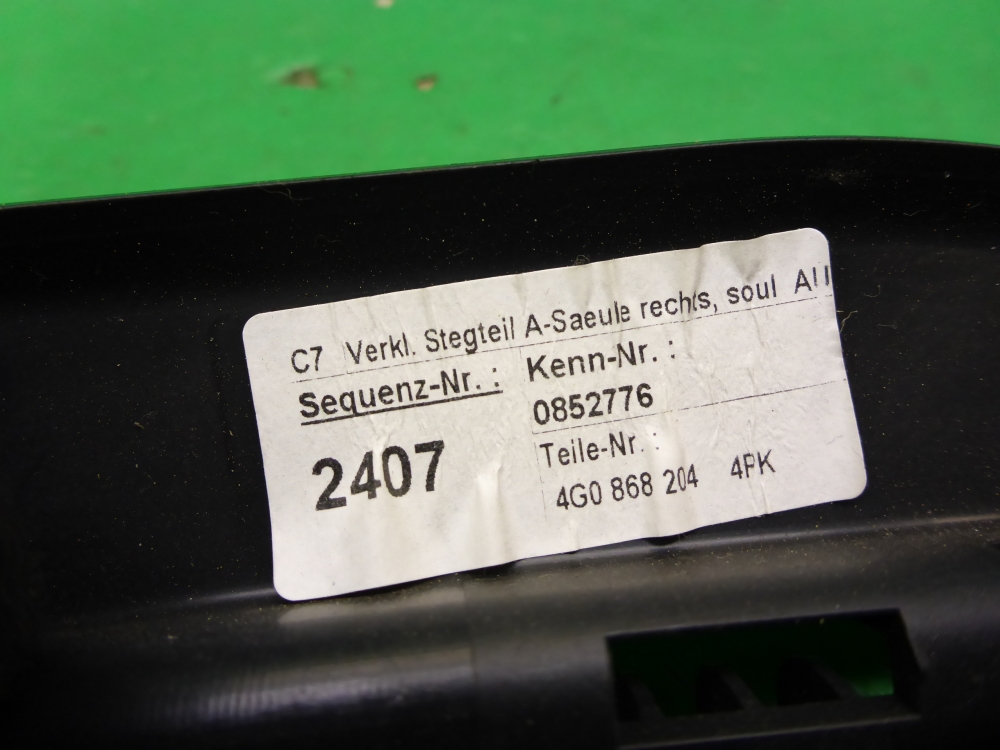 C7 Verkl. Stegteil A-Saeule rechts, soul
Sequenz-Nr. :
2407
Kenn-Nr. :
0852776
Teile-Nr. :
4G0 868 204 4PK